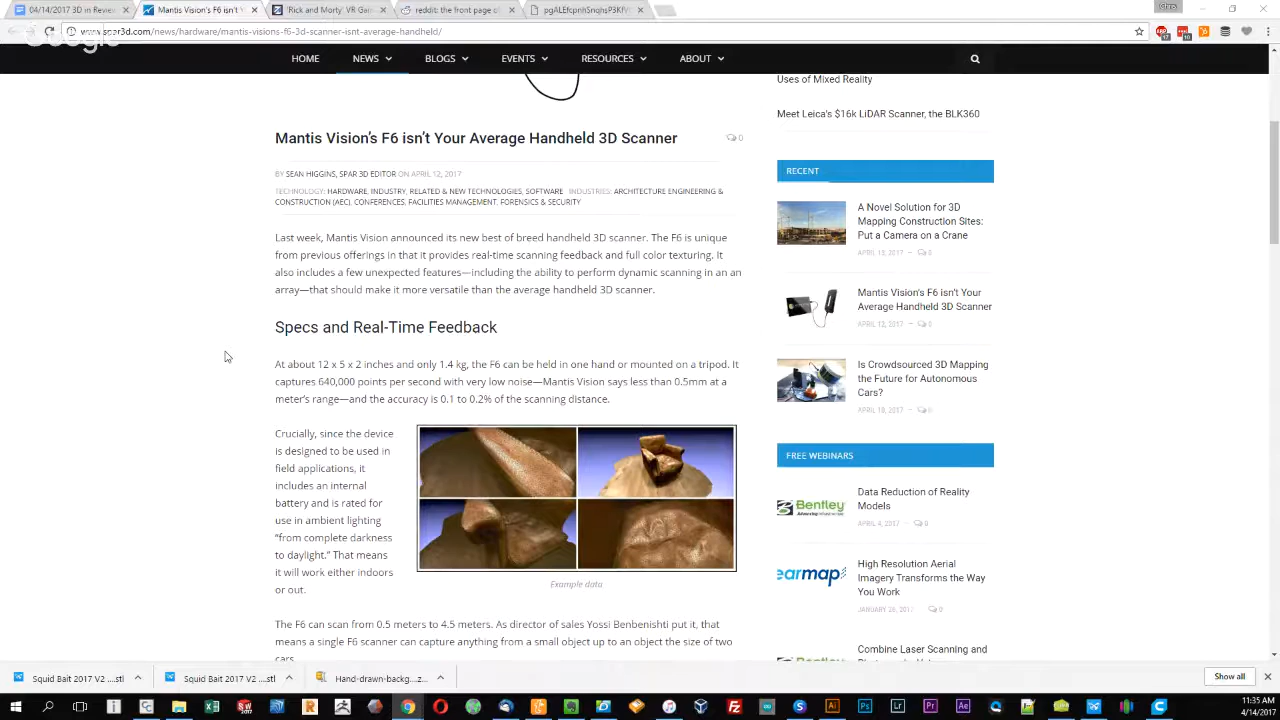 04/14/2017 3D in Review
Mantis Vision's F6 isn't
'Rick and Morty' VR Gam
reddit: the front page of
Google
www.spar3d.com/news/hardware/mantis-visions-f6-3d-scanner-isnt-average-handheld/
HOME NEWS BLOGS EVENTS RESOURCES ABOUT
Mantis Vision's F6 isn't Your Average Handheld 3D Scanner
0
BY SEAN HIGGINS, SPAR 3D EDITOR ON APRIL 12, 2017
TECHNOLOGY: HARDWARE, INDUSTRY, RELATED & NEW TECHNOLOGIES, SOFTWARE INDUSTRIES: ARCHITECTURE ENGINEERING &
CONSTRUCTION (AEC), CONFERENCES, FACILITIES MANAGEMENT, FORENSICS & SECURITY
Last week, Mantis Vision announced its new best of breed handheld 3D scanner. The F6 is unique
from previous offerings in that it provides real-time scanning feedback and full color texturing. It
also includes a few unexpected features—including the ability to perform dynamic scanning in an an
array—that should make it more versatile than the average handheld 3D scanner.
Specs and Real-Time Feedback
At about 12 x 5 x 2 inches and only 1.4 kg, the F6 can be held in one hand or mounted on a tripod. It
captures 640,000 points per second with very low noise—Mantis Vision says less than 0.5mm at a
meter's range—and the accuracy is 0.1 to 0.2% of the scanning distance.
Crucially, since the device
is designed to be used in
field applications, it
includes an internal
battery and is rated for
use in ambient lighting
"from complete darkness
to daylight." That means
it will work either indoors
or out.
Example data
The F6 can scan from 0.5 meters to 4.5 meters. As director of sales Yossi Benbenishti put it, that
means a single F6 scanner can capture anything from a small object up to an object the size of two
cars
Uses of Mixed Reality
Meet Leica's $16k LiDAR Scanner, the BLK360
RECENT
A Novel Solution for 3D
Mapping Construction Sites:
Put a Camera on a Crane
APRIL 13, 2017 – 0
Mantis Vision's F6 isn't Your
Average Handheld 3D Scanner
APRIL 12, 2017 – 0
Is Crowdsourced 3D Mapping
the Future for Autonomous
Cars?
2017 –
FREE WEBINARS
Bentley
Data Reduction of Reality
Models
APRIL 4, 2017 – 0
earmap
High Resolution Aerial
Imagery Transforms the Way
You Work
0
Combine Laser Scanning and
Squid Bait 2017 V2....stl
Squid Bait 2017 V2....stl
Hand-drawn-backg....z...
Show all
11:35 AM
4/14/2017